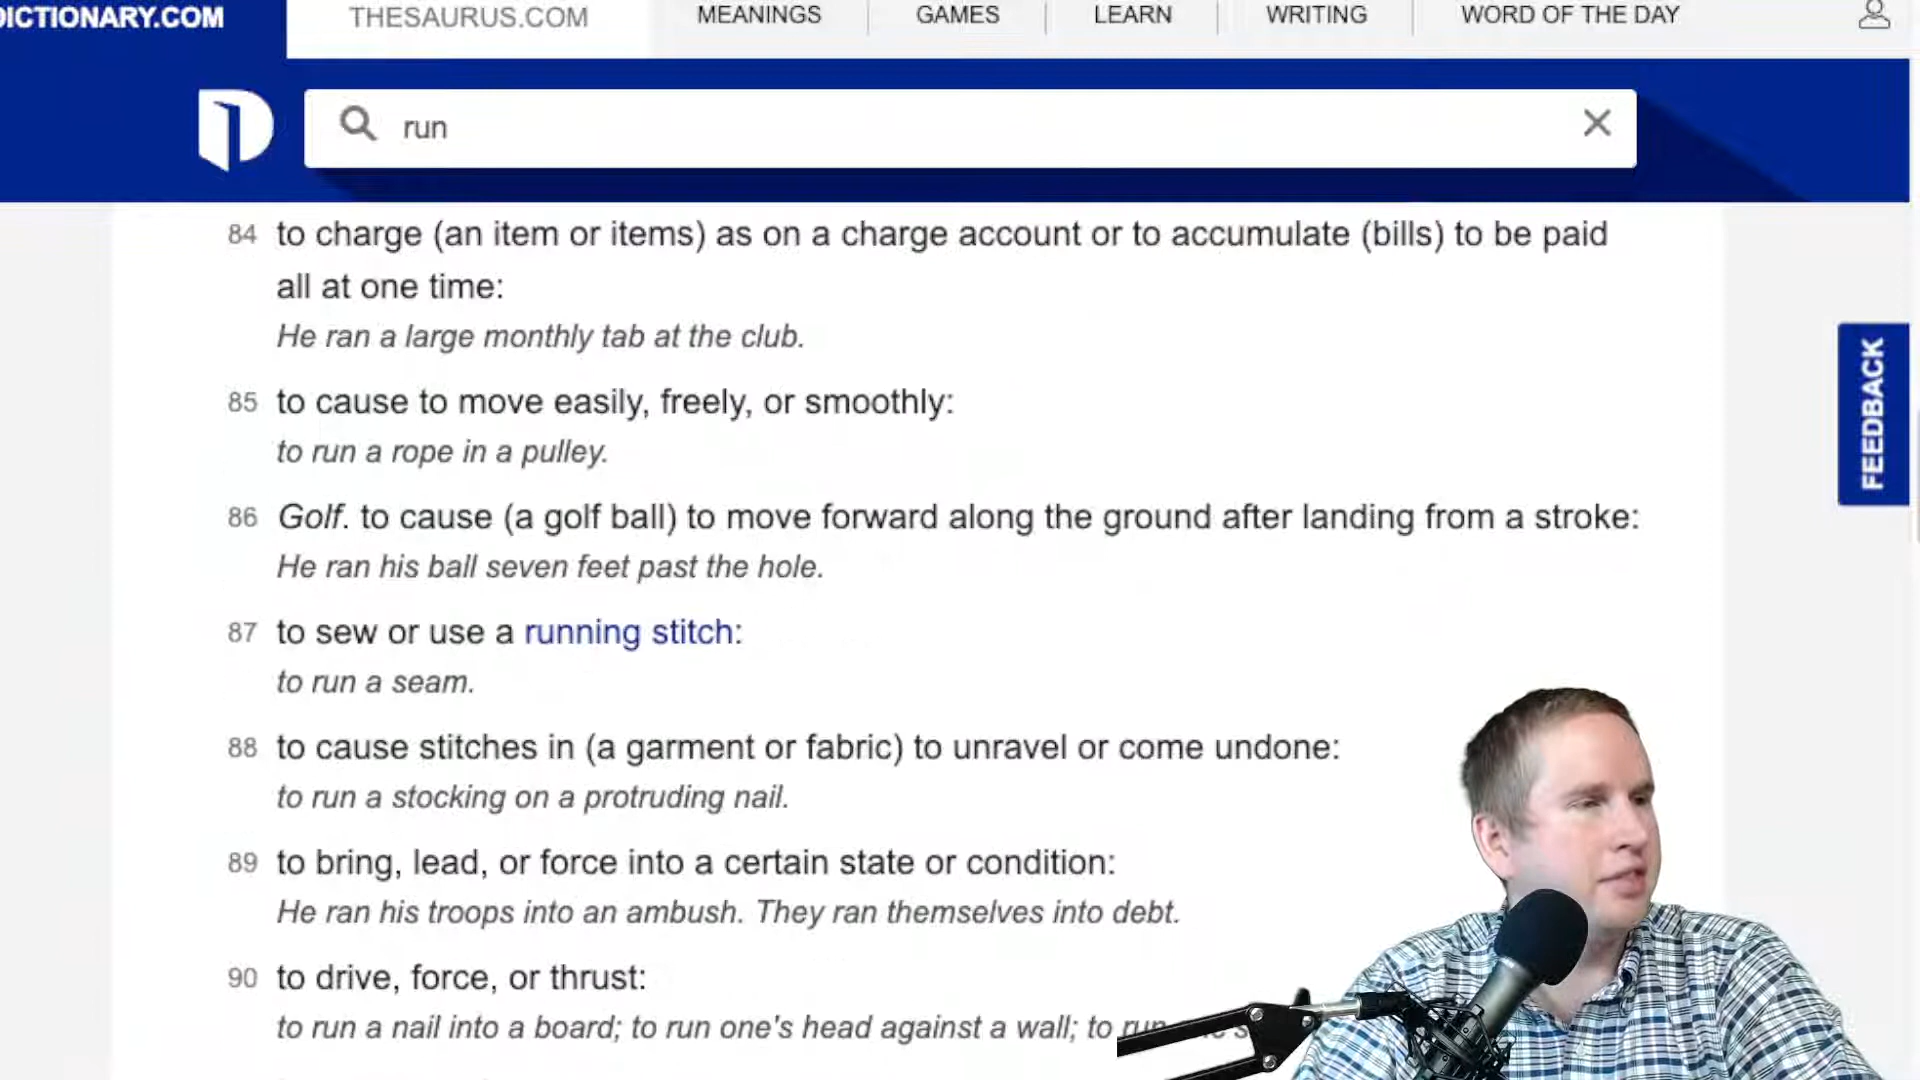 DICTIONARY.COM THESAURUS.COM MEANINGS GAMES LEARN WRITING WORD OF THE DAY
run
84 to charge (an item or items) as on a charge account or to accumulate (bills) to be paid
all at one time:
He ran a large monthly tab at the club.
85 to cause to move easily, freely, or smoothly:
to run a rope in a pulley.
86 Golf. to cause (a golf ball) to move forward along the ground after landing from a stroke:
He ran his ball seven feet past the hole.
87 to sew or use a running stitch:
to run a seam.
88 to cause stitches in (a garment or fabric) to unravel or come undone:
to run a stocking on a protruding nail.
89 to bring, lead, or force into a certain state or condition:
He ran his troops into an ambush. They ran themselves into debt.
90 to drive, force, or thrust:
to run a nail into a board; to run one's head against a wall; to run
FEEDBACK